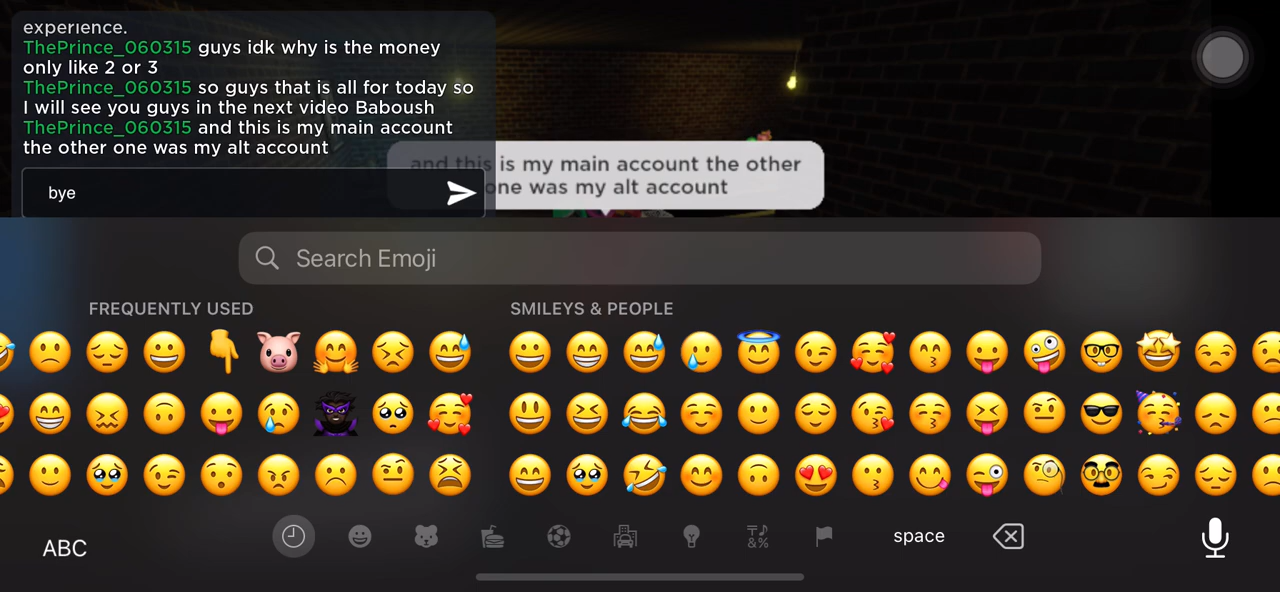 experience.
ThePrince_060315 guys idk why is the money
only like 2 or 3
ThePrince_060315 so guys that is all for today so
I will see you guys in the next video Baboush
ThePrince_060315 and this is my main account
the other one was my alt account
and this is my main account the other
one was my alt account
bye
Search Emoji
FREQUENTLY USED
SMILEYS & PEOPLE
ABC
space